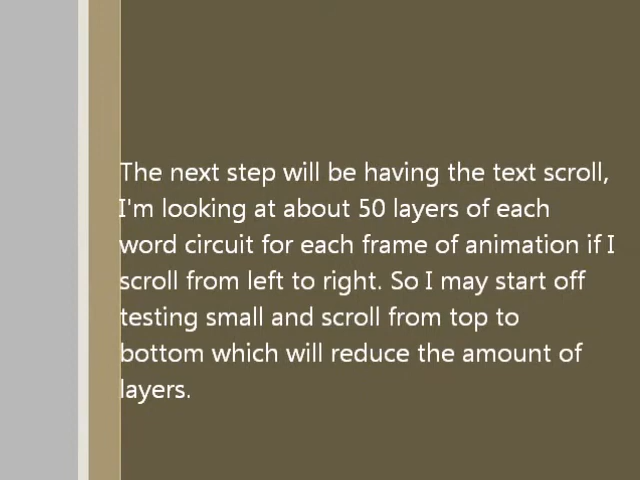 The next step will be having the text scroll,
I'm looking at about 50 layers of each
word circuit for each frame of animation if I
scroll from left to right. So I may start off
testing small and scroll from top to
bottom which will reduce the amount of
layers.